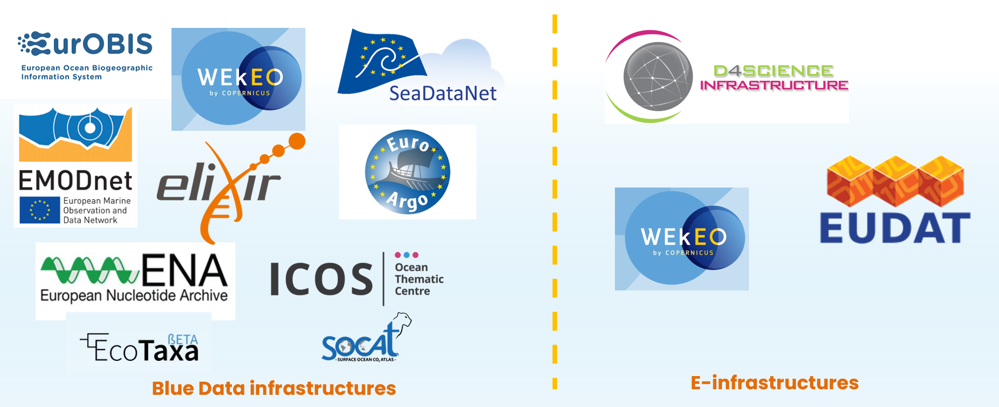 EurOBIS
European Ocean Biogeographic
Information System
WEkEO
by COPERNICUS
SeaDataNet
EMODnet
European Marine
Observation and
Data Network
elixir
Euro
Argo
ENA
European Nucleotide Archive
ICOS
Ocean
Thematic
Centre
ßETA
EcoTaxa
SOCAT
· SURFACE OCEAN CO₂ ATLAS ·
Blue Data infrastructures
D4SCIENCE
INFRASTRUCTURE
WEkEO
by COPERNICUS
EUDAT
E-infrastructures